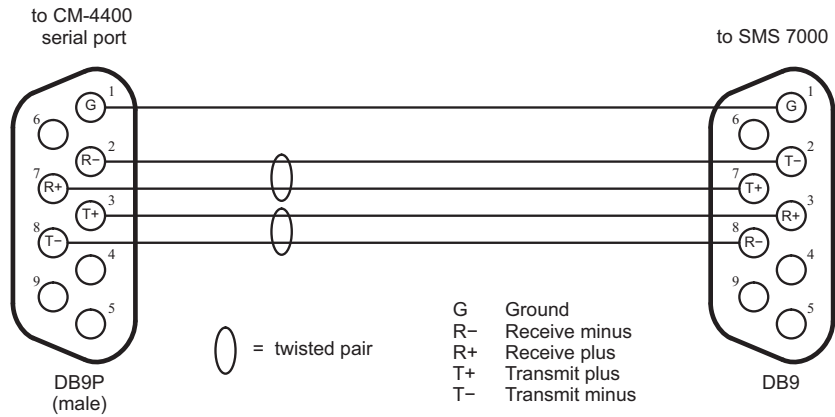 to CM-4400
serial port
to SMS 7000
1
G
6
2
R−
7
R+
3
T+
8
T−
4
9
5
1
G
6
2
T−
7
T+
3
R+
8
R−
4
9
5
= twisted pair
G Ground
R− Receive minus
R+ Receive plus
T+ Transmit plus
T− Transmit minus
DB9P
(male)
DB9